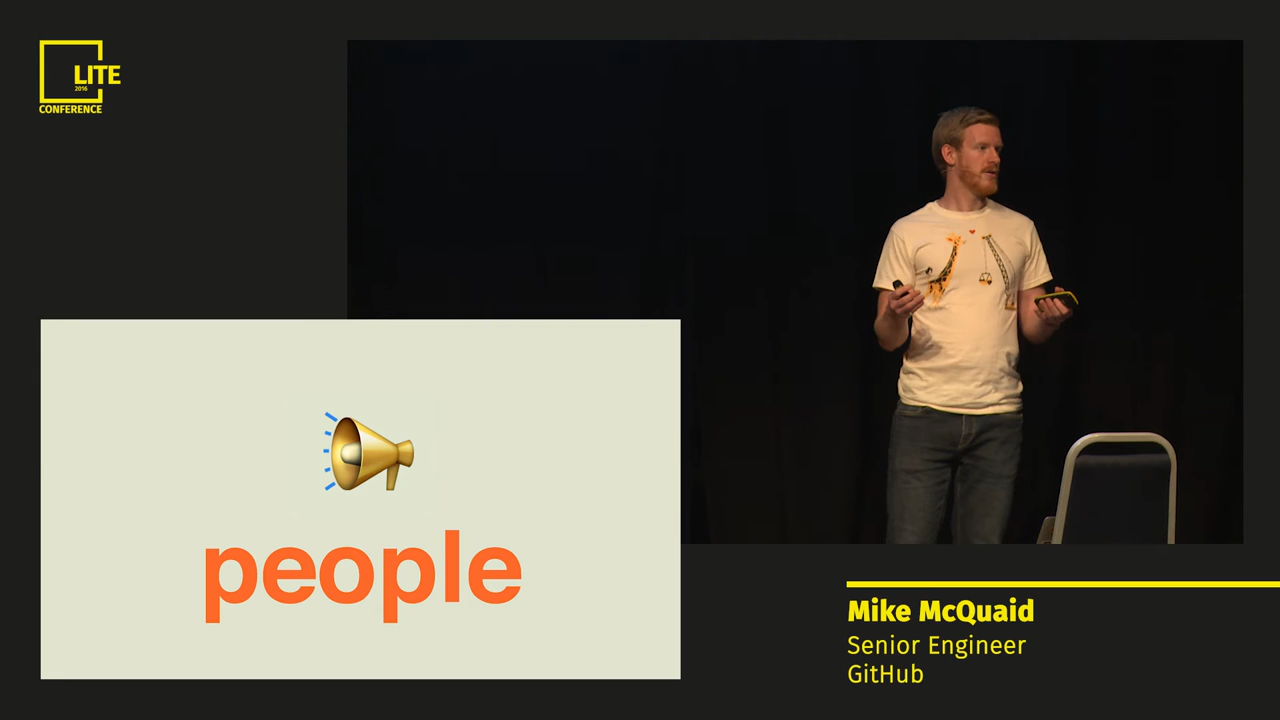 LITE
2016
CONFERENCE
people
Mike McQuaid
Senior Engineer
GitHub